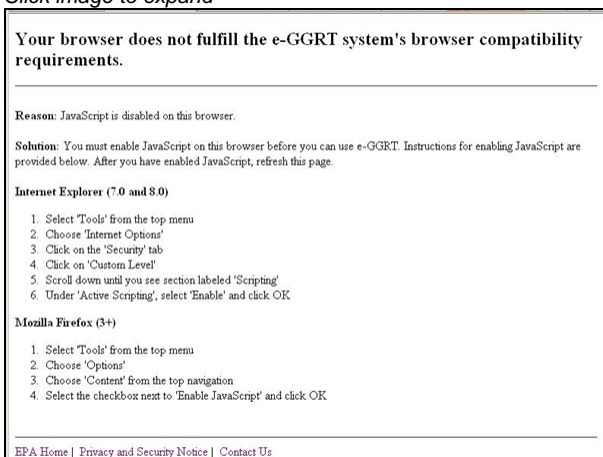 Click image to expand
Your browser does not fulfill the e-GGRT system's browser compatibility
requirements.
Reason: JavaScript is disabled on this browser.
Solution: You must enable JavaScript on this browser before you can use e-GGRT. Instructions for enabling JavaScript are
provided below. After you have enabled JavaScript, refresh this page.
Internet Explorer (7.0 and 8.0)
1. Select 'Tools' from the top menu
2. Choose 'Internet Options'
3. Click on the 'Security' tab
4. Click on 'Custom Level'
5. Scroll down until you see section labeled 'Scripting'
6. Under 'Active Scripting', select 'Enable' and click OK
Mozilla Firefox (3+)
1. Select 'Tools' from the top menu
2. Choose 'Options'
3. Choose 'Content' from the top navigation
4. Select the checkbox next to 'Enable JavaScript' and click OK
EPA Home | Privacy and Security Notice | Contact Us